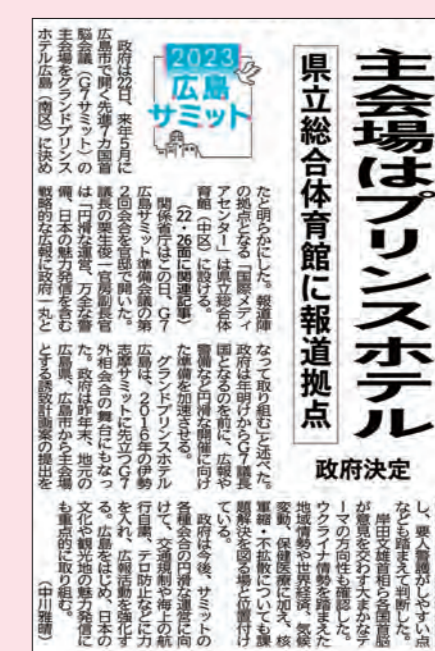 主会場はプリンスホテル
県立総合体育館に報道拠点
政府決定
2023
広島
サミット
政府は22日、来年5月に
広島市で開く先進7カ国首
脳会議（G7サミット）の
主会場をグランドプリンス
ホテル広島（南区）に決め
たと明らかにした。報道陣
の拠点となる「国際メディ
アセンター」は県立総合体
育館（中区）に設ける。
（22・26面に関連記事）
関係省庁はこの日、G7
広島サミット準備会議の第
2回会合を官邸で開いた。
議長の栗生俊一官房副長官
は「円滑な運営、万全な警
備、日本の魅力発信を含む
戦略的な広報に政府一丸と
なって取り組む」と述べた。
政府は年明けからG7議長
国となるのを前に、広報や
警備など円滑な開催に向け
た準備を加速させる。
グランドプリンスホテル
広島は、2016年の伊勢
志摩サミットに先立つG7
外相会合の舞台にもなっ
た。政府は昨年末、地元の
広島県、広島市から主会場
とする誘致計画案の提出を
し、要人警護がしやすい点
なども踏まえて判断した。
岸田文雄首相ら各国首脳
が意見を交わす大まかなテ
ーマの方向性も確認した。
ウクライナ情勢を踏まえた
地域情勢や世界経済、気候
変動、保健医療に加え、核
軍縮・不拡散についても課
題解決を図る場と位置付け
ている。
政府は今後、サミットの
各種会合の円滑な運営に向
けて、交通規制や海上の航
行自粛、テロ防止などに力
を入れ、広報活動を強化す
る。広島をはじめ、日本の
文化や観光地の魅力発信に
も重点的に取り組む。
（中川雅晴）